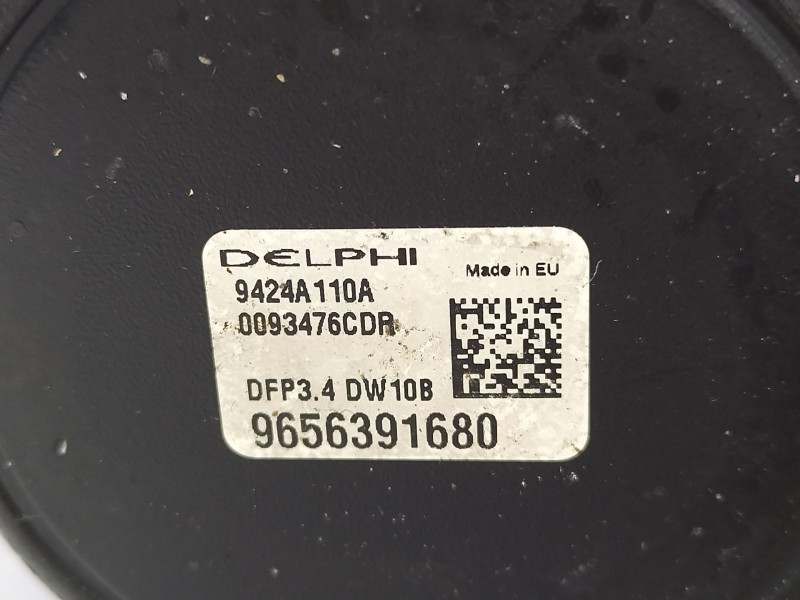 DELPHI
Made in EU
9424A110A
0093476CDR
DFP3.4 DW10B
9656391680